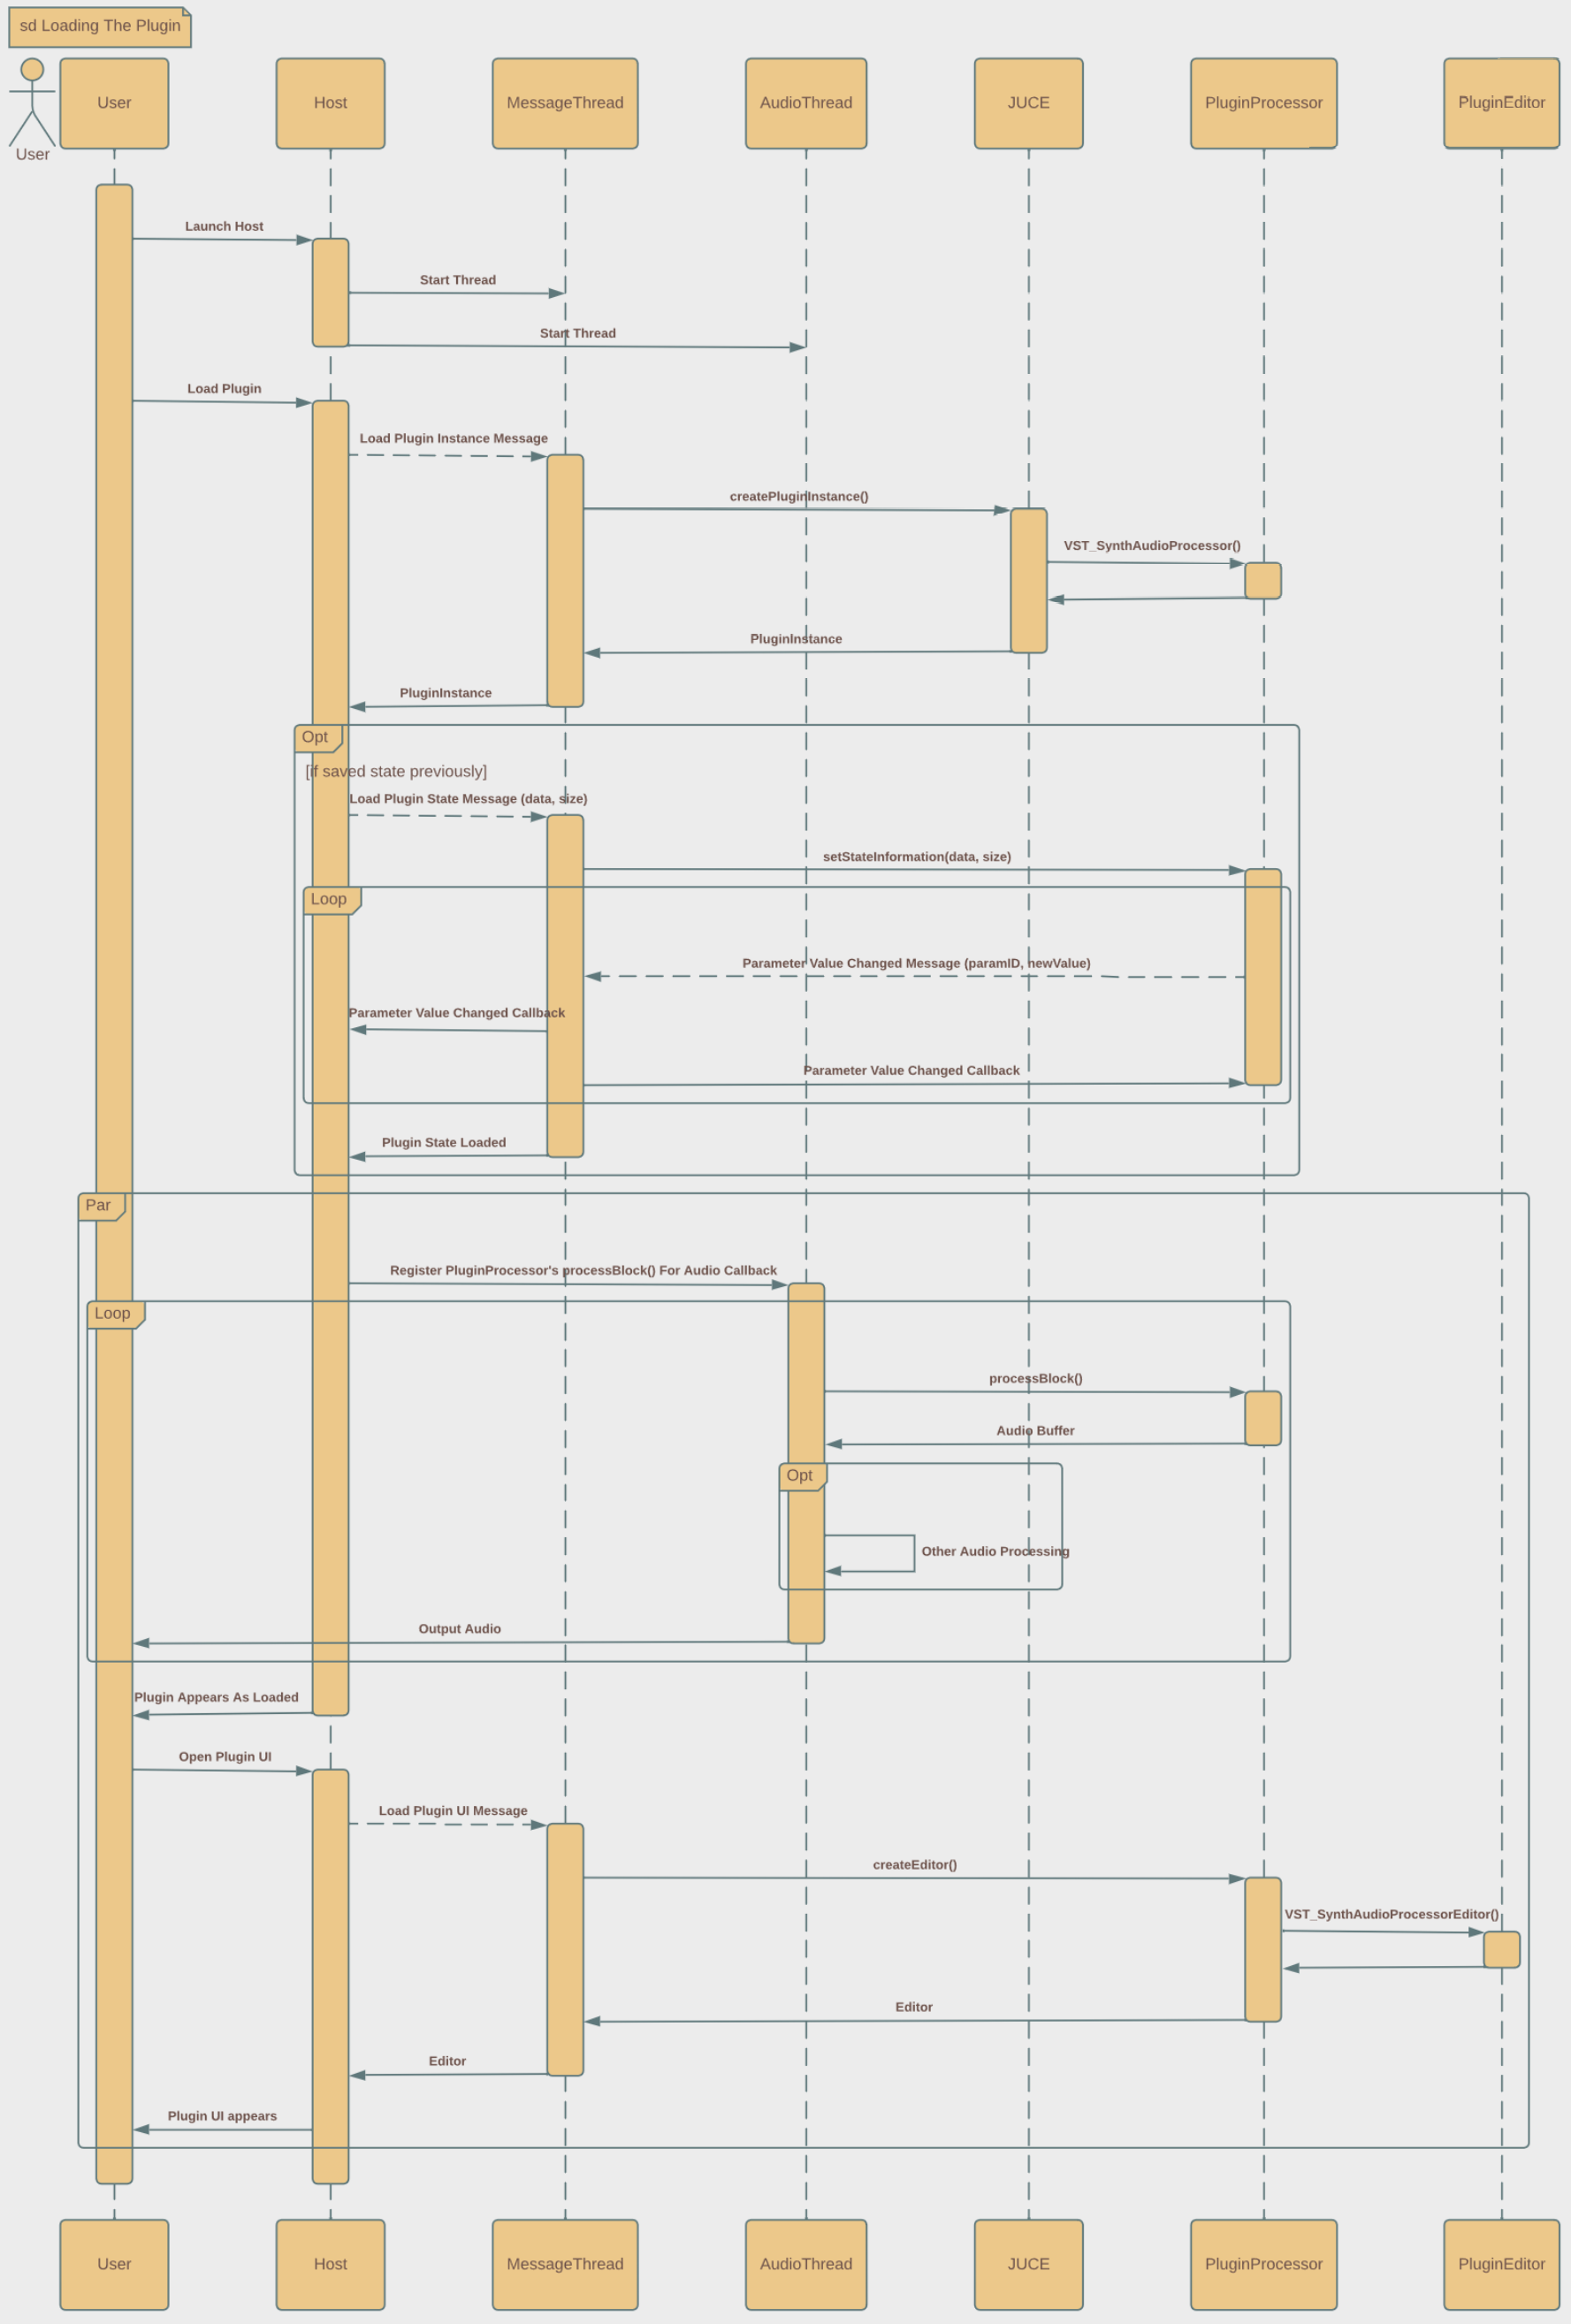 sd Loading The Plugin
User
User
Host
MessageThread
AudioThread
JUCE
PluginProcessor
PluginEditor
Launch Host
Start Thread
Start Thread
Load Plugin
Load Plugin Instance Message
createPluginInstance()
VST_SynthAudioProcessor()
PluginInstance
PluginInstance
Opt
[if saved state previously]
Load Plugin State Message (data, size)
setStateInformation(data, size)
Loop
Parameter Value Changed Message (paramID, newValue)
Parameter Value Changed Callback
Parameter Value Changed Callback
Plugin State Loaded
Par
Register PluginProcessor's processBlock() For Audio Callback
Loop
processBlock()
Audio Buffer
Opt
Other Audio Processing
Output Audio
Plugin Appears As Loaded
Open Plugin UI
Load Plugin UI Message
createEditor()
VST_SynthAudioProcessorEditor()
Editor
Editor
Plugin UI appears
User
Host
MessageThread
AudioThread
JUCE
PluginProcessor
PluginEditor